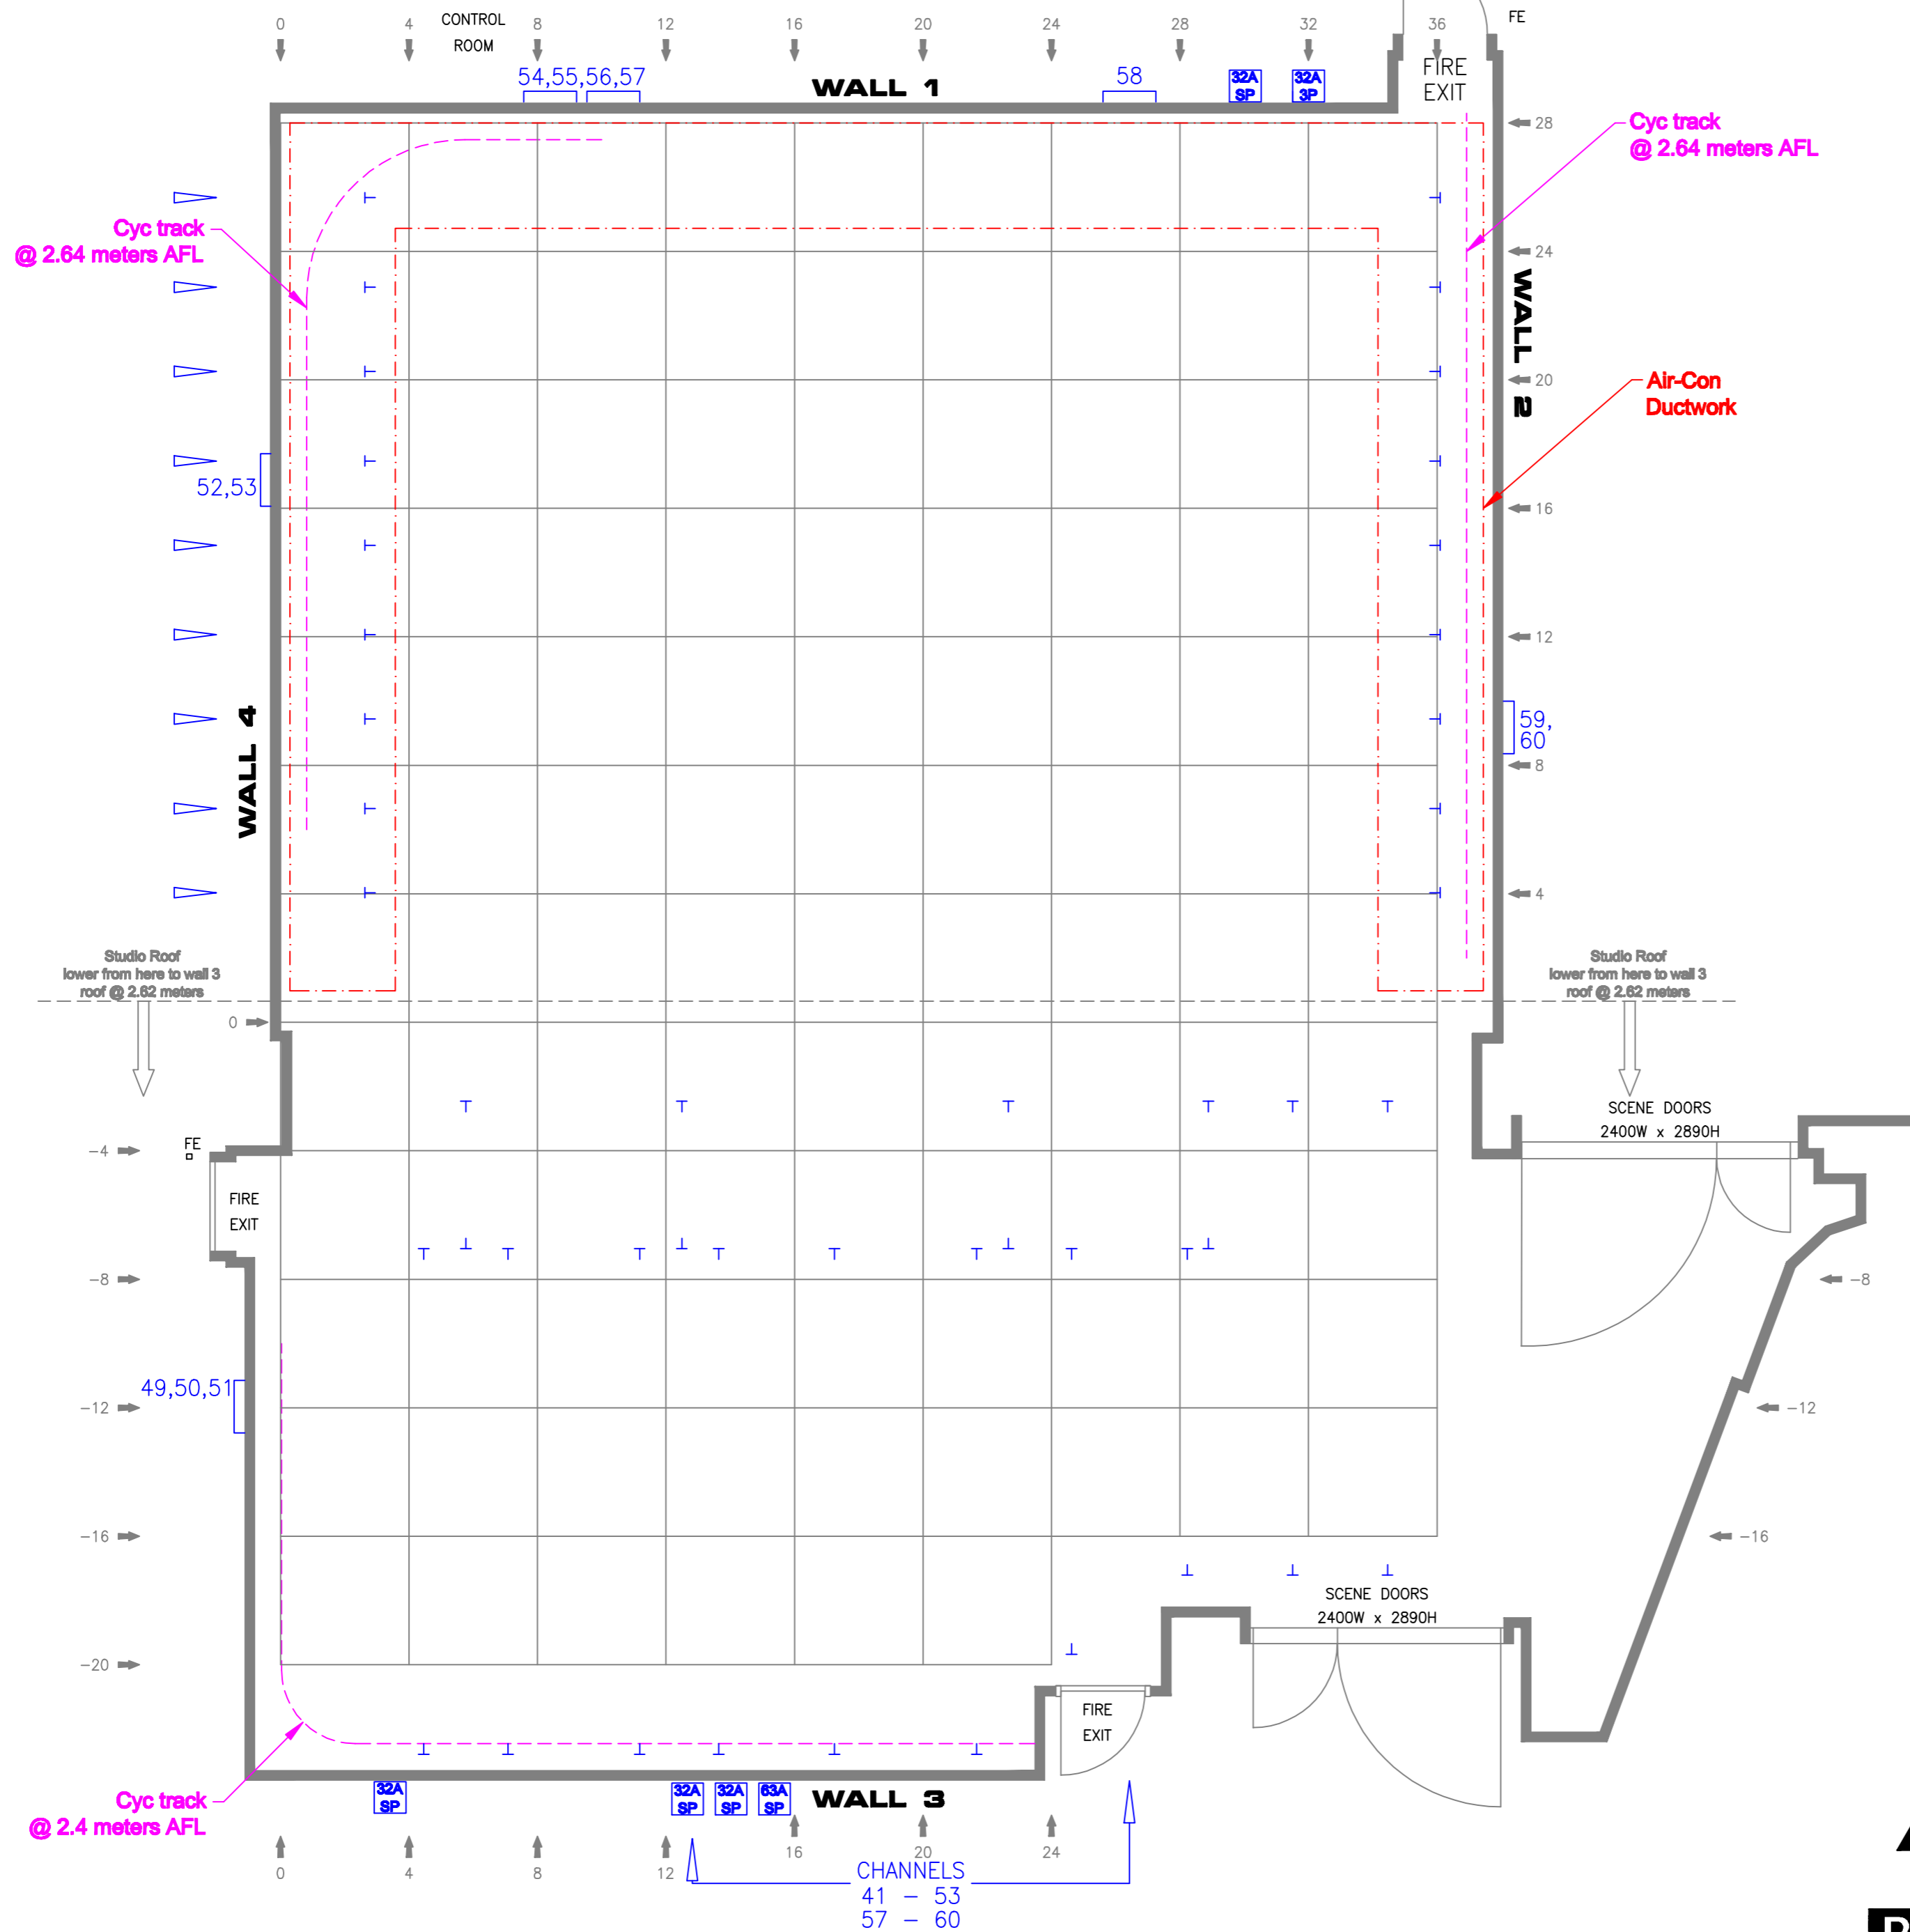 0 4 8 12 16 20 24 28 32 36
CONTROL
ROOM
FE
54,55,56,57
WALL 1
58
32A
SP
32A
3P
FIRE
EXIT
28
Cyc track
@ 2.64 meters AFL
Cyc track
@ 2.64 meters AFL
24
WALL 2
20
Air-Con
Ductwork
52,53
16
12
WALL 4
59,
60
8
4
Studio Roof
lower from here to wall 3
roof @ 2.62 meters
Studio Roof
lower from here to wall 3
roof @ 2.62 meters
0
SCENE DOORS
2400W x 2890H
FE
-4
FIRE
EXIT
-8
-8
49,50,51
-12
-12
-16
-16
SCENE DOORS
2400W x 2890H
-20
FIRE
EXIT
Cyc track
@ 2.4 meters AFL
32A
SP
32A
SP
32A
SP
63A
SP
WALL 3
0 4 8 12 16 20 24
CHANNELS
41 - 53
57 - 60